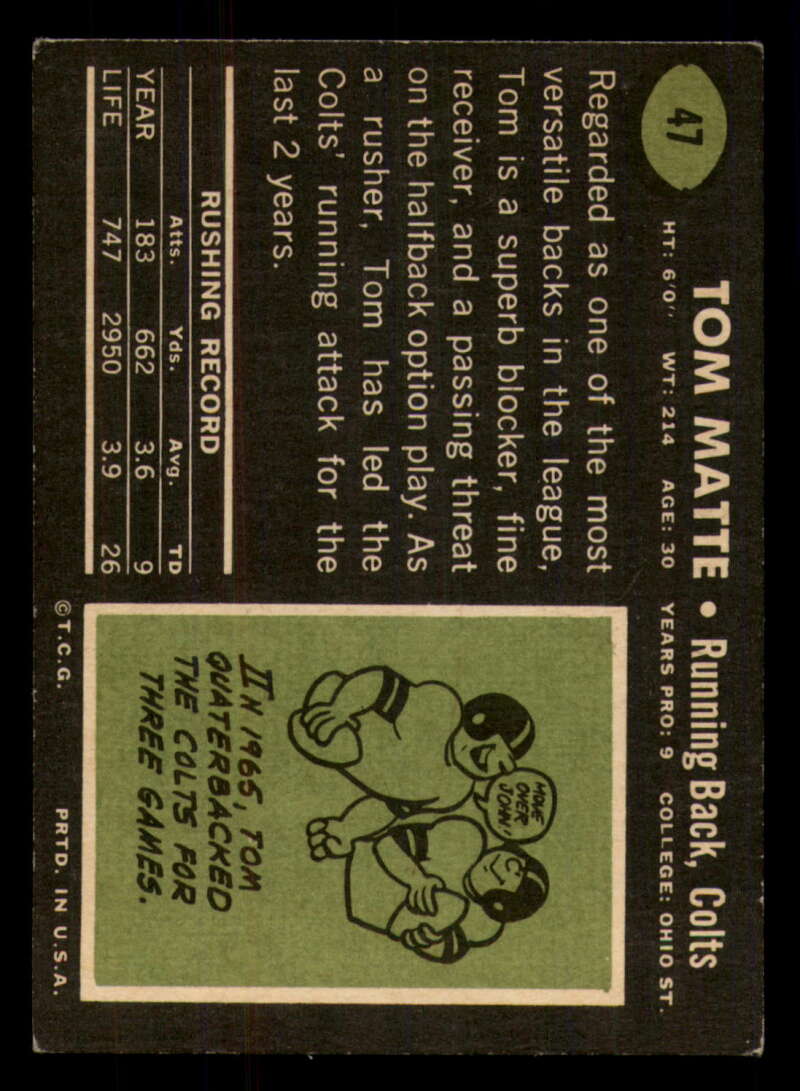 47
TOM MATTE • Running Back, Colts
HT: 6'0" WT: 214 AGE: 30 YEARS PRO: 9 COLLEGE: OHIO ST.
Regarded as one of the most
versatile backs in the league,
Tom is a superb blocker, fine
receiver, and a passing threat
on the halfback option play. As
a rusher, Tom has led the
Colts' running attack for the
last 2 years.
RUSHING RECORD
Atts. Yds. Avg. TD
YEAR 183 662 3.6 9
LIFE 747 2950 3.9 26
MOVE
OVER
JOHN!
IN 1965, TOM
QUATERBACKED
THE COLTS FOR
THREE GAMES.
©T.C.G. PRTD. IN U.S.A.